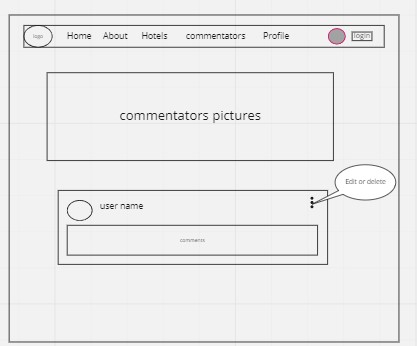 logo Home About Hotels commentators Profile login
commentators pictures
Edit or delete
user name
comments